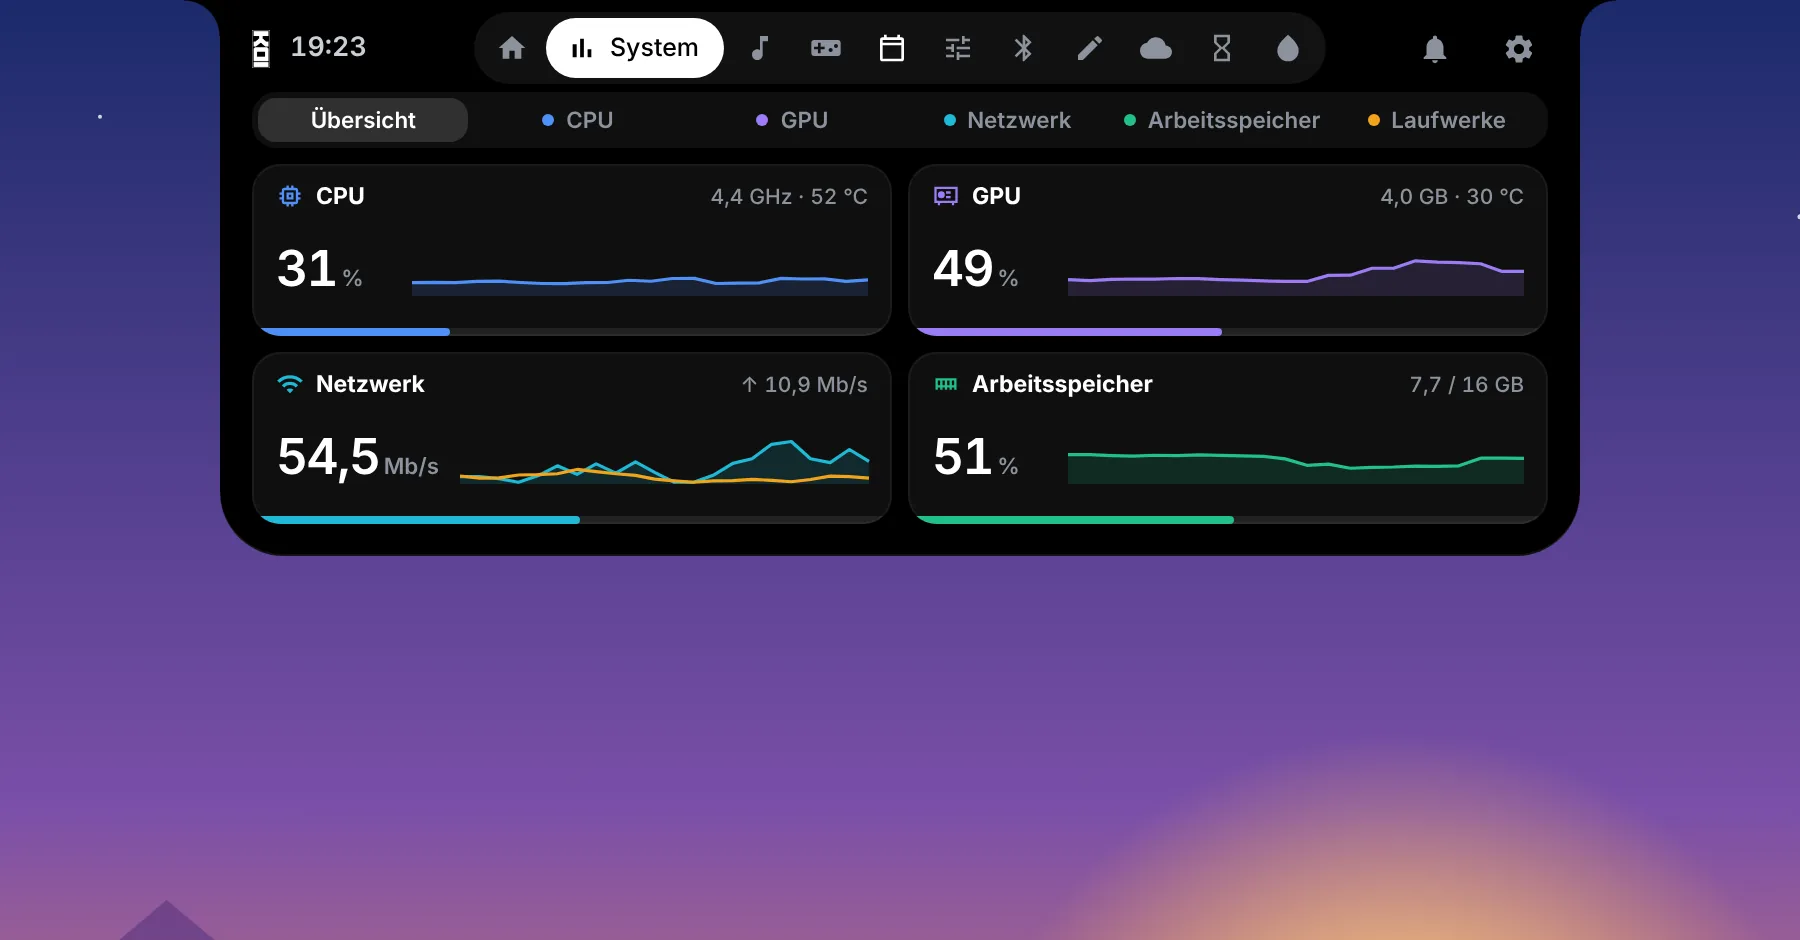 19:23
System
Übersicht
CPU
GPU
Netzwerk
Arbeitsspeicher
Laufwerke
CPU
4,4 GHz · 52 °C
31 %
GPU
4,0 GB · 30 °C
49 %
Netzwerk
↑ 10,9 Mb/s
54,5 Mb/s
Arbeitsspeicher
7,7 / 16 GB
51 %